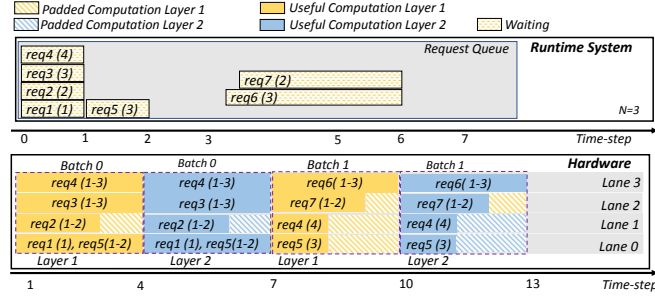 Padded Computation Layer 1 Useful Computation Layer 1
Padded Computation Layer 2 Useful Computation Layer 2 Waiting
Request Queue Runtime System
req4 (4)
req3 (3)
req2 (2)
req1 (1) req5 (3)
req7 (2)
req6 (3)
N=3
0 1 2 3 5 6 7 Time-step
Batch 0 Batch 0 Batch 1 Batch 1 Hardware
req4 (1-3) req4 (1-3) req6( 1-3) req6( 1-3) Lane 3
req3 (1-3) req3 (1-3) req7 (1-2) req7 (1-2) Lane 2
req2 (1-2) req2 (1-2) req4 (4) req4 (4) Lane 1
req1 (1), req5(1-2) req1 (1), req5(1-2) req5 (3) req5 (3) Lane 0
Layer 1 Layer 2 Layer 1 Layer 2
1 4 7 10 13 Time-step